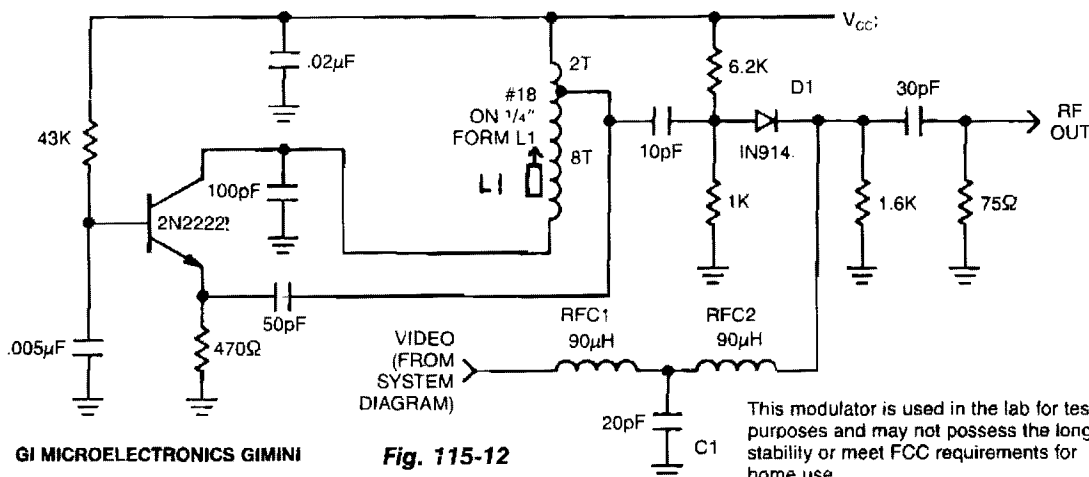 V_CC:
.02µF
2T
#18
ON 1/4"
FORM L1
8T
L1
6.2K
D1
30pF
RF
OUT
43K
10pF
IN914.
100pF
1K
1.6K
75Ω
2N2222
50pF
470Ω
.005µF
RFC1
90µH
RFC2
90µH
VIDEO
(FROM
SYSTEM
DIAGRAM)
20pF
C1
GI MICROELECTRONICS GIMINI
Fig. 115-12
This modulator is used in the lab for tes
purposes and may not possess the long
stability or meet FCC requirements for
home use